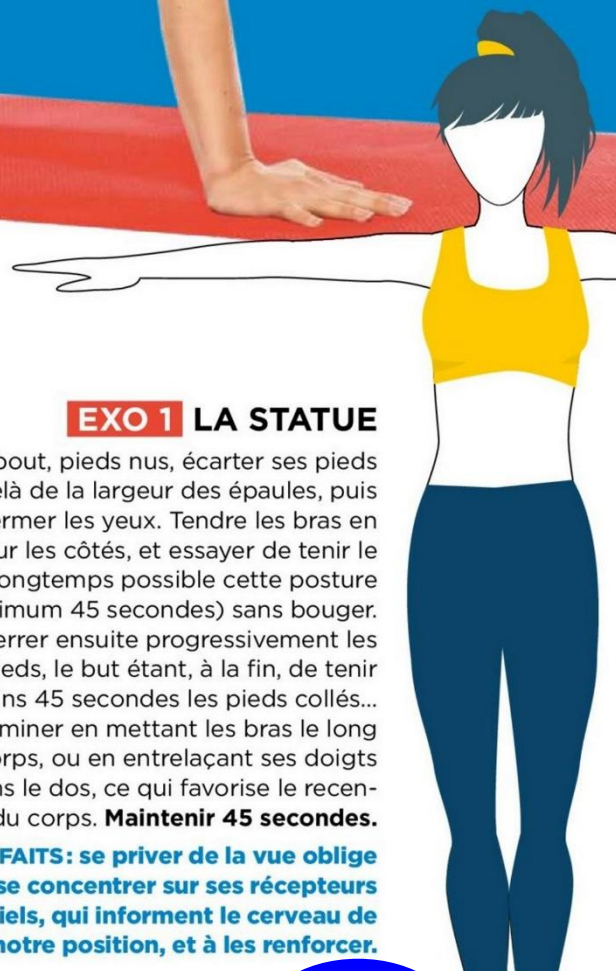 EXO 1 LA STATUE
bout, pieds nus, écarter ses pieds
là de la largeur des épaules, puis
ermer les yeux. Tendre les bras en
ur les côtés, et essayer de tenir le
ongtemps possible cette posture
imum 45 secondes) sans bouger.
errer ensuite progressivement les
eds, le but étant, à la fin, de tenir
ns 45 secondes les pieds collés...
miner en mettant les bras le long
orps, ou en entrelaçant ses doigts
ns le dos, ce qui favorise le recen-
du corps. Maintenir 45 secondes.
FAITS: se priver de la vue oblige
se concentrer sur ses récepteurs
iels, qui informent le cerveau de
notre position, et à les renforcer.